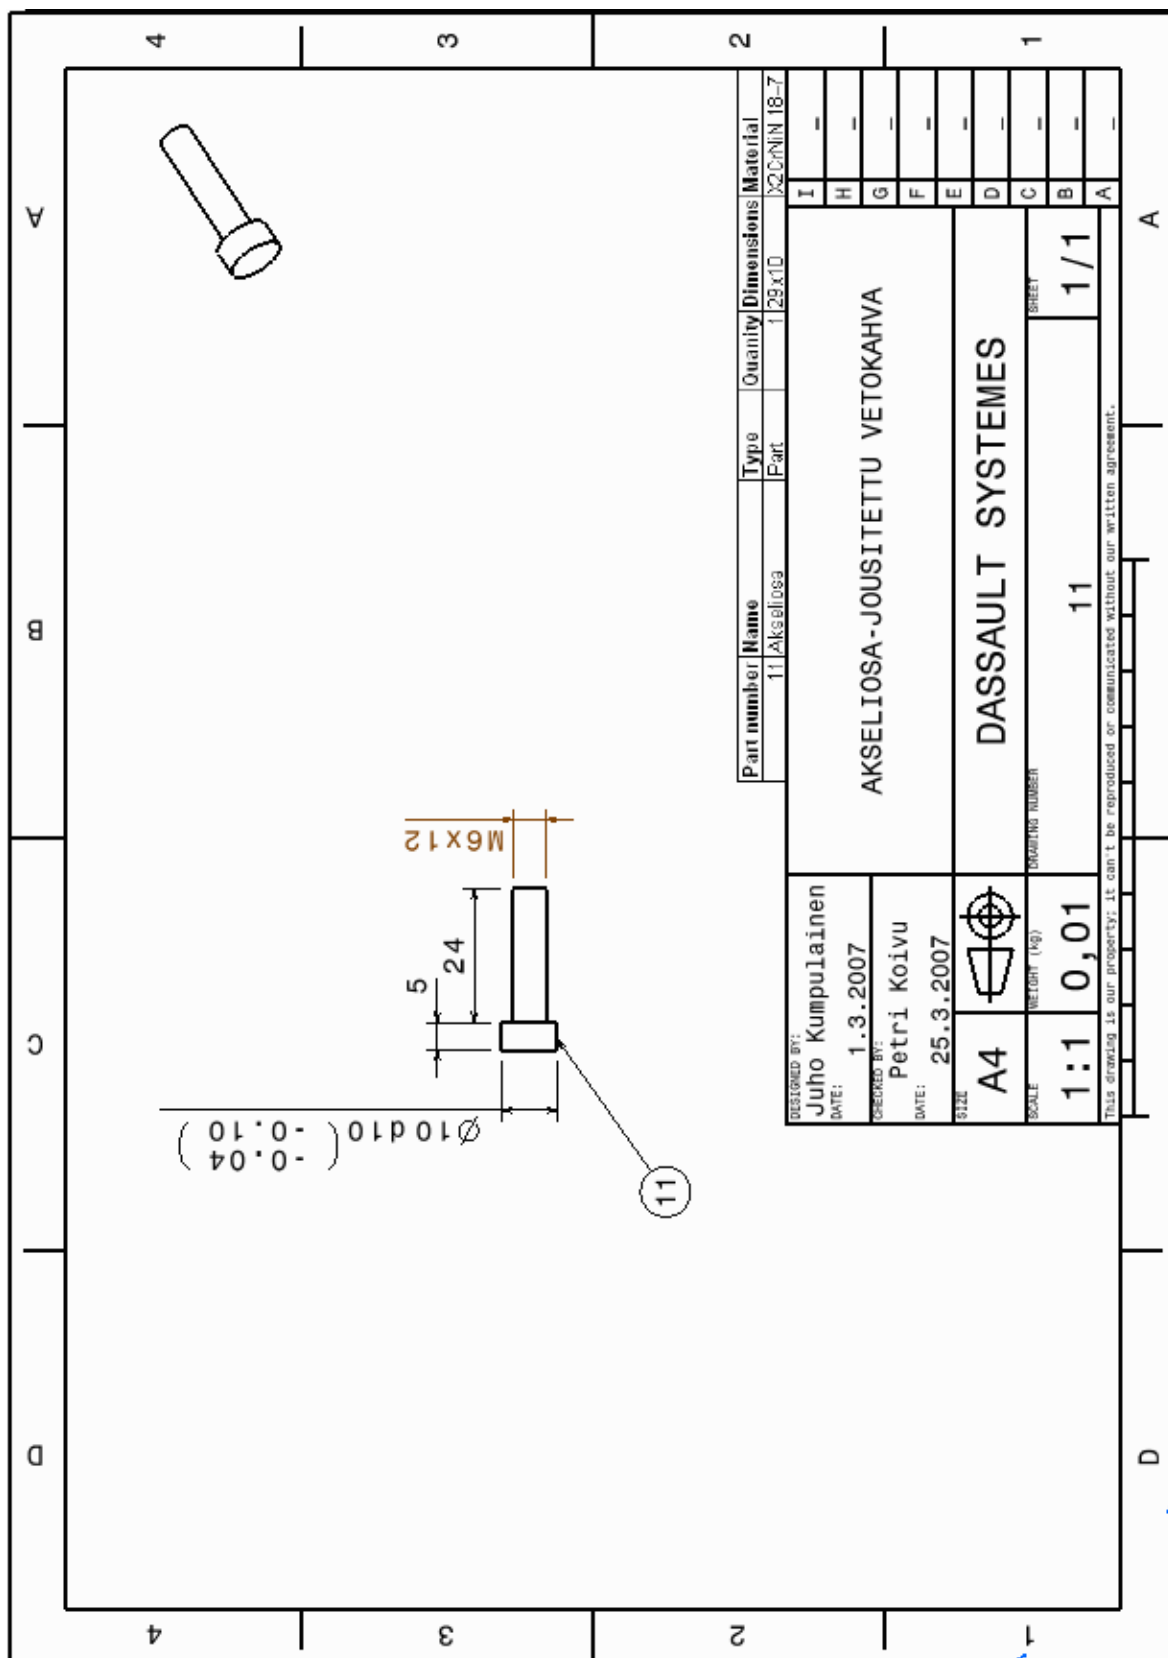 4
3
2
1
A
B
C
D
M6x12
24
5
Ø10d10 ( -0.04 -0.10 )
11
Part number Name Type Quanity Dimensions Material
11 Akseliosa Part 1 29x10 X2CrNiN 18-7
DESIGNED BY:
Juho Kumpulainen
DATE:
1.3.2007
CHECKED BY:
Petri Koivu
DATE:
25.3.2007
AKSELIOSA-JOUSITETTU VETOKAHVA
I -
H -
G -
F -
E -
D -
C -
B -
A -
SIZE
A4
DASSAULT SYSTEMES
SCALE
1:1
WEIGHT (kg)
0,01
DRAWING NUMBER
11
SHEET
1/1
This drawing is our property; it can't be reproduced or communicated without our written agreement.
D
A
4
3
2
1